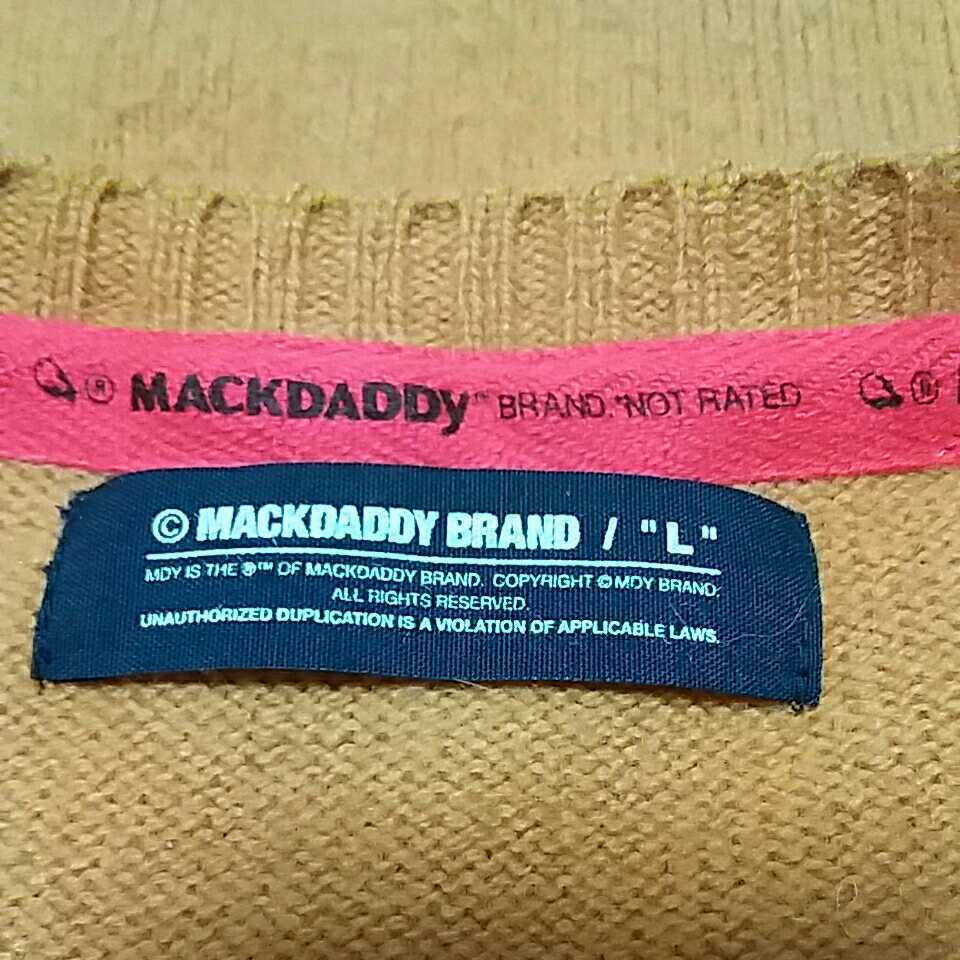 ® MACKDADDy™ BRAND. "NOT RATED ®
© MACKDADDY BRAND / "L"
MDY IS THE ®™ OF MACKDADDY BRAND. COPYRIGHT © MDY BRAND.
ALL RIGHTS RESERVED.
UNAUTHORIZED DUPLICATION IS A VIOLATION OF APPLICABLE LAWS.